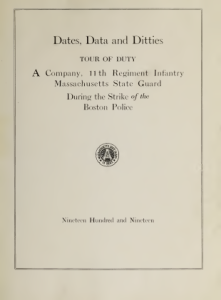 Dates, Data and Ditties
TOUR OF DUTY
A Company, 11th Regiment Infantry
Massachusetts State Guard
During the Strike of the
Boston Police
Nineteen Hundred and Nineteen